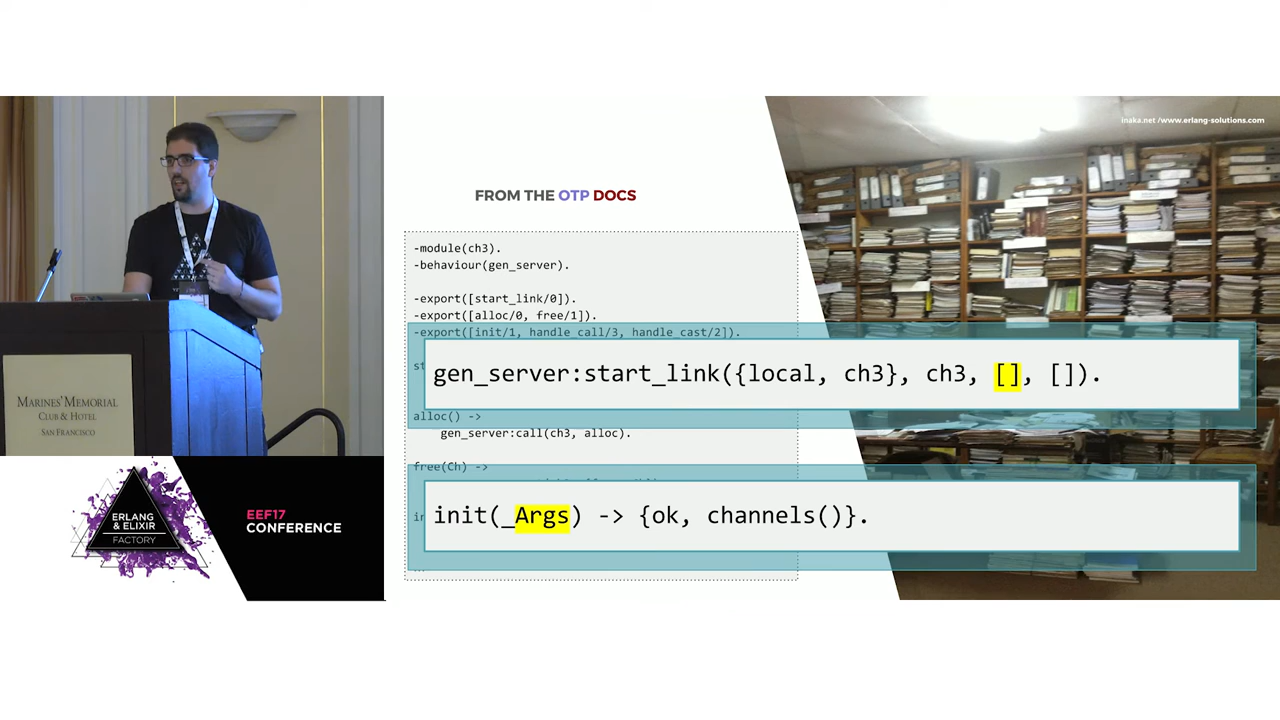 inaka.net /www.erlang-solutions.com
FROM THE OTP DOCS
-module(ch3).
-behaviour(gen_server).
-export([start_link/0]).
-export([alloc/0, free/1]).
-export([init/1, handle_call/3, handle_cast/2]).
st
gen_server:start_link({local, ch3}, ch3, [], []).
alloc() ->
gen_server:call(ch3, alloc).
free(Ch) ->
in
init(_Args) -> {ok, channels()}.
MARINES' MEMORIAL
CLUB & HOTEL
SAN FRANCISCO
ERLANG
& ELIXIR
FACTORY
EEF17
CONFERENCE